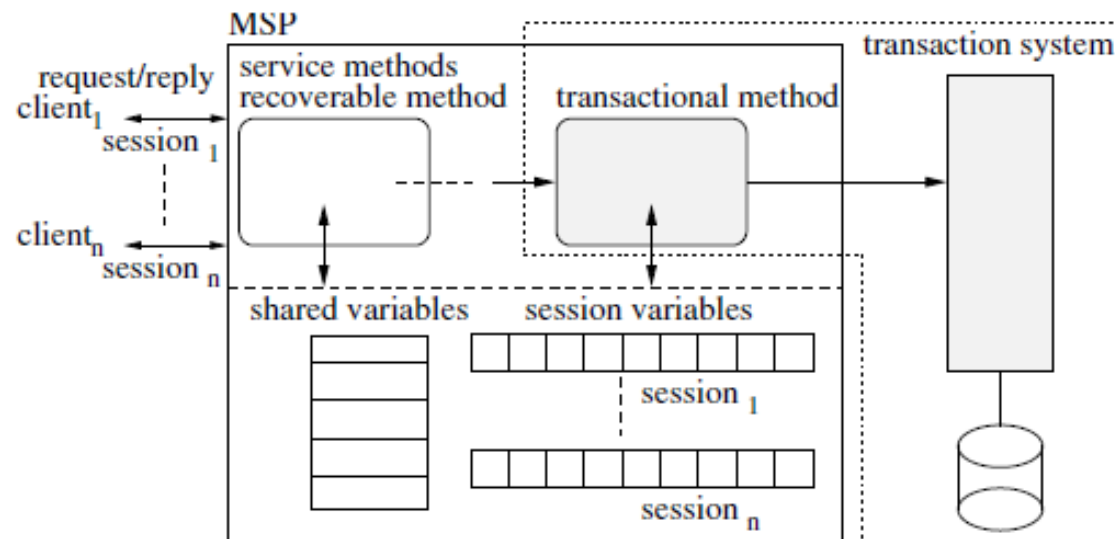 MSP
transaction system
service methods
request/reply
recoverable method
transactional method
client1
session 1
clientn
session n
shared variables
session variables
session 1
session n